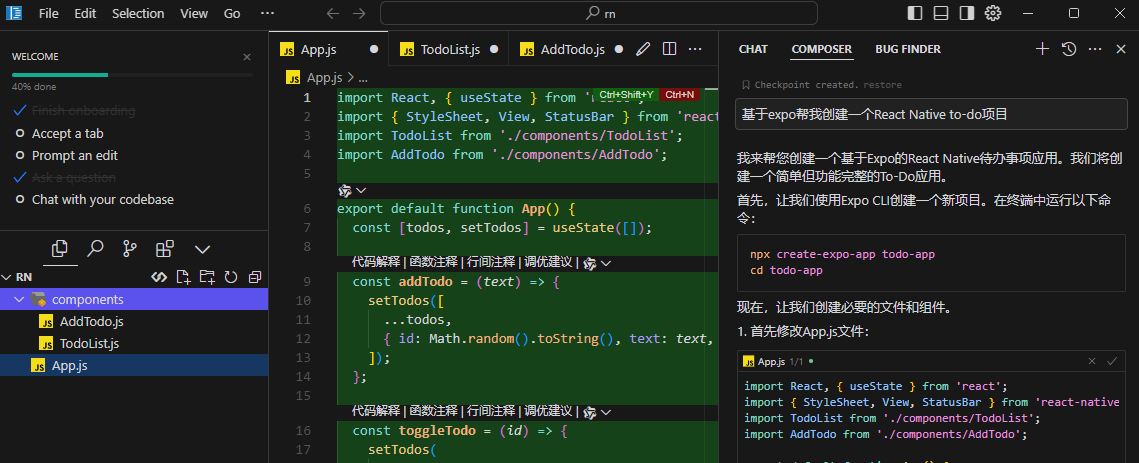 File Edit Selection View Go ··· rn
WELCOME
40% done
Finish onboarding
Accept a tab
Prompt an edit
Ask a question
Chat with your codebase
RN
components
JS AddTodo.js
JS TodoList.js
JS App.js
JS App.js JS TodoList.js JS AddTodo.js
JS App.js > ...
Ctrl+Shift+Y Ctrl+N
1 import React, { useState } from 'react';
2 import { StyleSheet, View, StatusBar } from 'react
3 import TodoList from './components/TodoList';
4 import AddTodo from './components/AddTodo';
5
6 export default function App() {
7 const [todos, setTodos] = useState([]);
8
代码解释 | 函数注释 | 行间注释 | 调优建议 |
9 const addTodo = (text) => {
10 setTodos([
11 ...todos,
12 { id: Math.random().toString(), text: text,
13 ]);
14 };
15
代码解释 | 函数注释 | 行间注释 | 调优建议 |
16 const toggleTodo = (id) => {
17 setTodos(
CHAT COMPOSER BUG FINDER
Checkpoint created. restore
基于expo帮我创建一个React Native to-do项目
我来帮您创建一个基于Expo的React Native待办事项应用。我们将创
建一个简单但功能完整的To-Do应用。
首先，让我们使用Expo CLI创建一个新项目。在终端中运行以下命
令：
npx create-expo-app todo-app
cd todo-app
现在，让我们创建必要的文件和组件。
1. 首先修改App.js文件：
JS App.js 1/1
import React, { useState } from 'react';
import { StyleSheet, View, StatusBar } from 'react-native
import TodoList from './components/TodoList';
import AddTodo from './components/AddTodo';